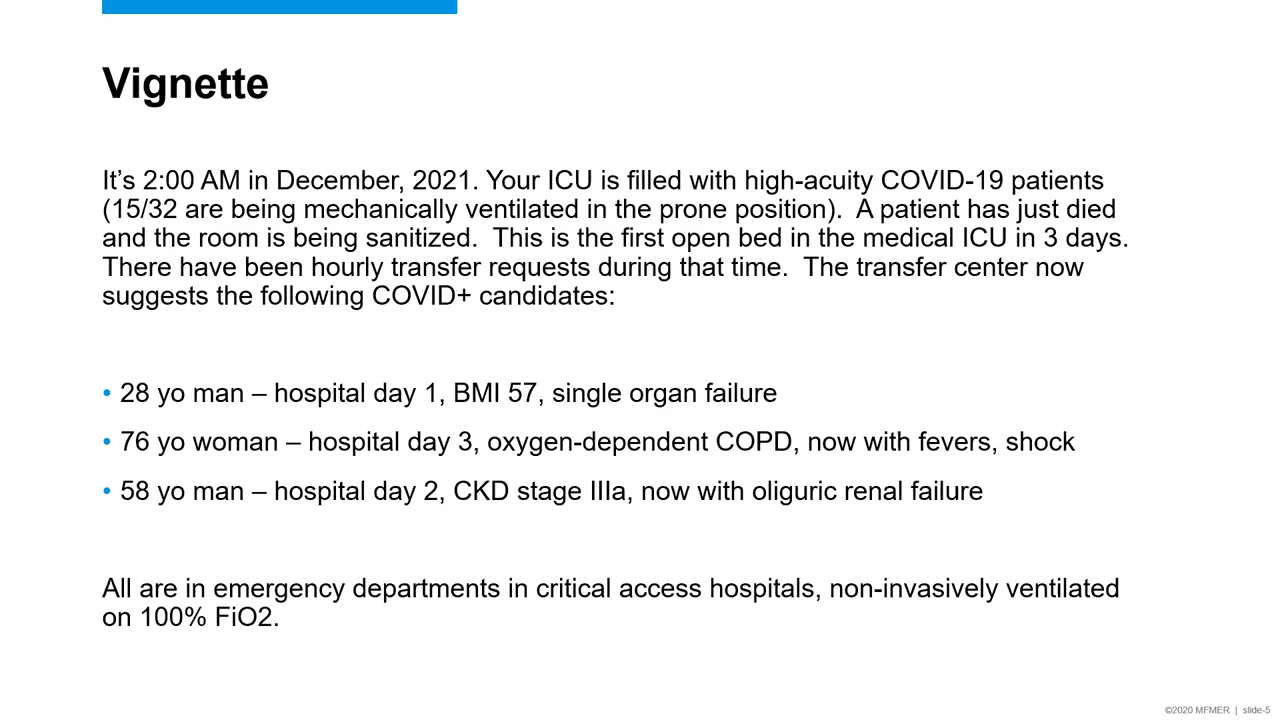 Vignette
It’s 2:00 AM in December, 2021. Your ICU is filled with high-acuity COVID-19 patients
(15/32 are being mechanically ventilated in the prone position).  A patient has just died
and the room is being sanitized.  This is the first open bed in the medical ICU in 3 days.
There have been hourly transfer requests during that time.  The transfer center now
suggests the following COVID+ candidates:
• 28 yo man – hospital day 1, BMI 57, single organ failure
• 76 yo woman – hospital day 3, oxygen-dependent COPD, now with fevers, shock
• 58 yo man – hospital day 2, CKD stage IIIa, now with oliguric renal failure
All are in emergency departments in critical access hospitals, non-invasively ventilated
on 100% FiO2.
©2020 MFMER | slide-5